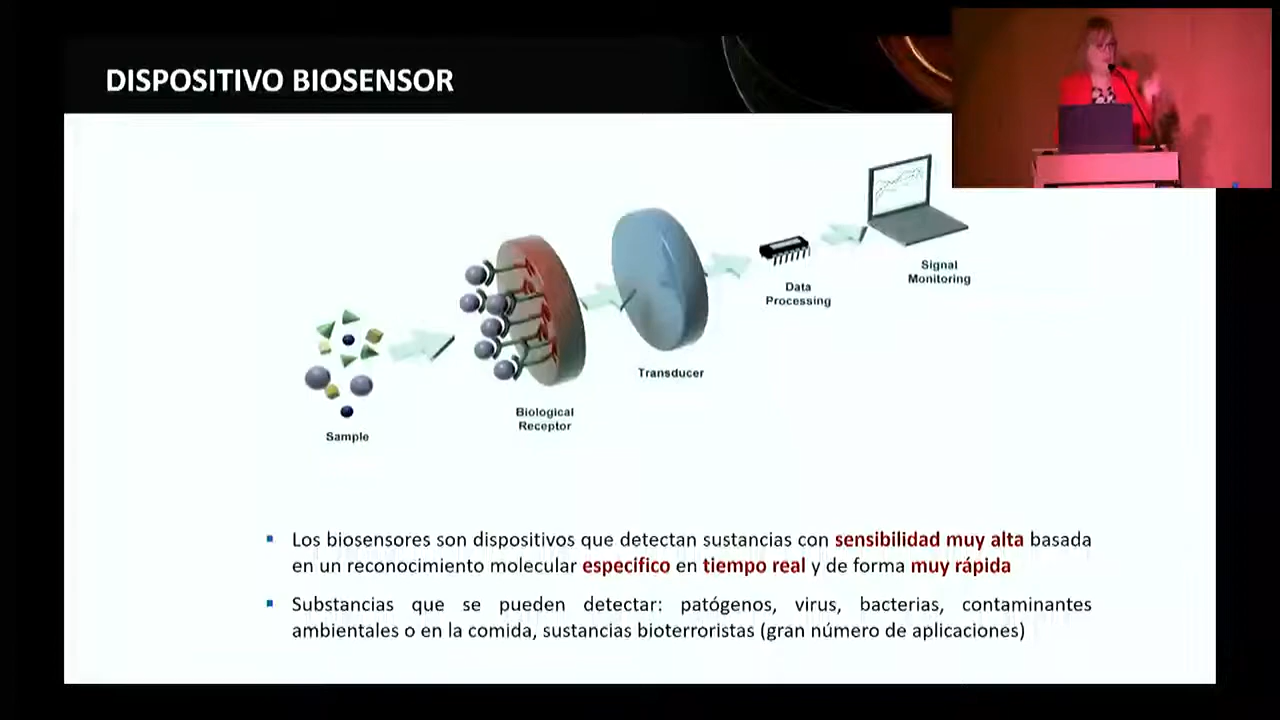 DISPOSITIVO BIOSENSOR
Signal
Monitoring
Data
Processing
Transducer
Biological
Receptor
Sample
Los biosensores son dispositivos que detectan sustancias con sensibilidad muy alta basada
en un reconocimiento molecular específico en tiempo real y de forma muy rápida
Substancias que se pueden detectar: patógenos, virus, bacterias, contaminantes
ambientales o en la comida, sustancias bioterroristas (gran número de aplicaciones)